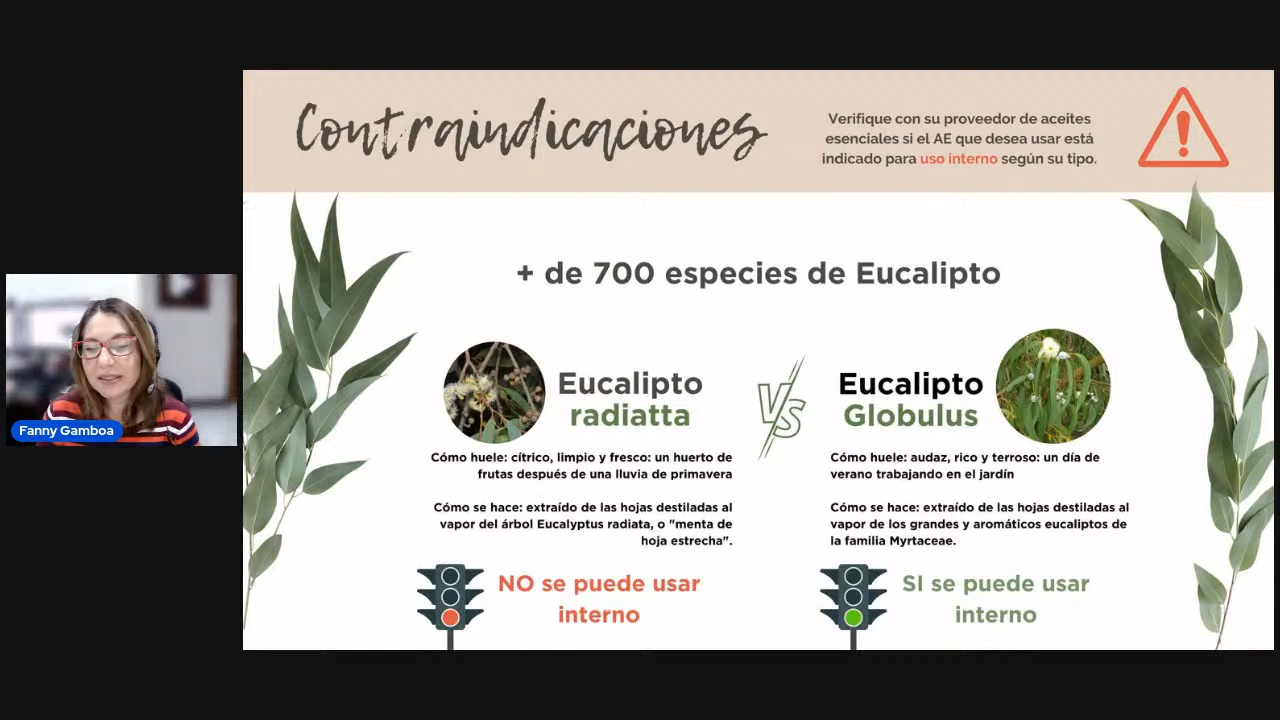 Contraindicaciones
Verifique con su proveedor de aceites
esenciales si el AE que desea usar está
indicado para uso interno según su tipo.
+ de 700 especies de Eucalipto
Eucalipto
radiatta
VS
Eucalipto
Globulus
Cómo huele: cítrico, limpio y fresco: un huerto de
frutas después de una lluvia de primavera
Cómo se hace: extraído de las hojas destiladas al
vapor del árbol Eucalyptus radiata, o "menta de
hoja estrecha".
Cómo huele: audaz, rico y terroso: un día de
verano trabajando en el jardín
Cómo se hace: extraído de las hojas destiladas al
vapor de los grandes y aromáticos eucaliptos de
la familia Myrtaceae.
NO se puede usar
interno
SI se puede usar
interno
Fanny Gamboa